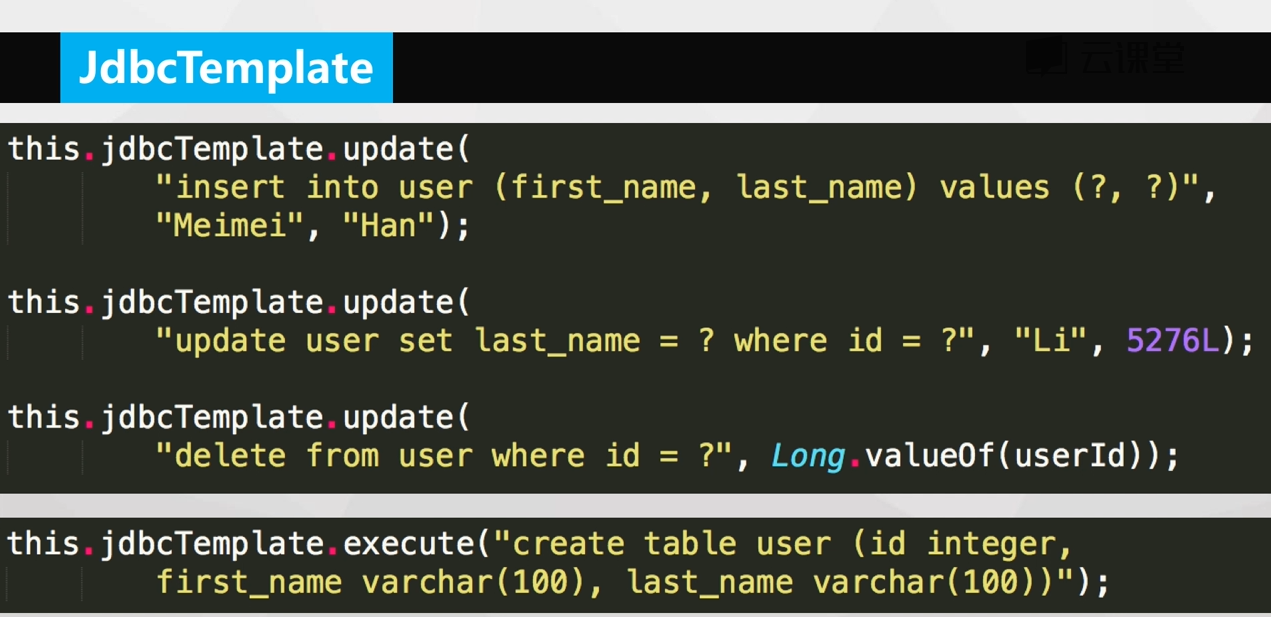 JdbcTemplate
云课堂
this.jdbcTemplate.update(
"insert into user (first_name, last_name) values (?, ?)",
"Meimei", "Han");
this.jdbcTemplate.update(
"update user set last_name = ? where id = ?", "Li", 5276L);
this.jdbcTemplate.update(
"delete from user where id = ?", Long.valueOf(userId));
this.jdbcTemplate.execute("create table user (id integer,
first_name varchar(100), last_name varchar(100))");